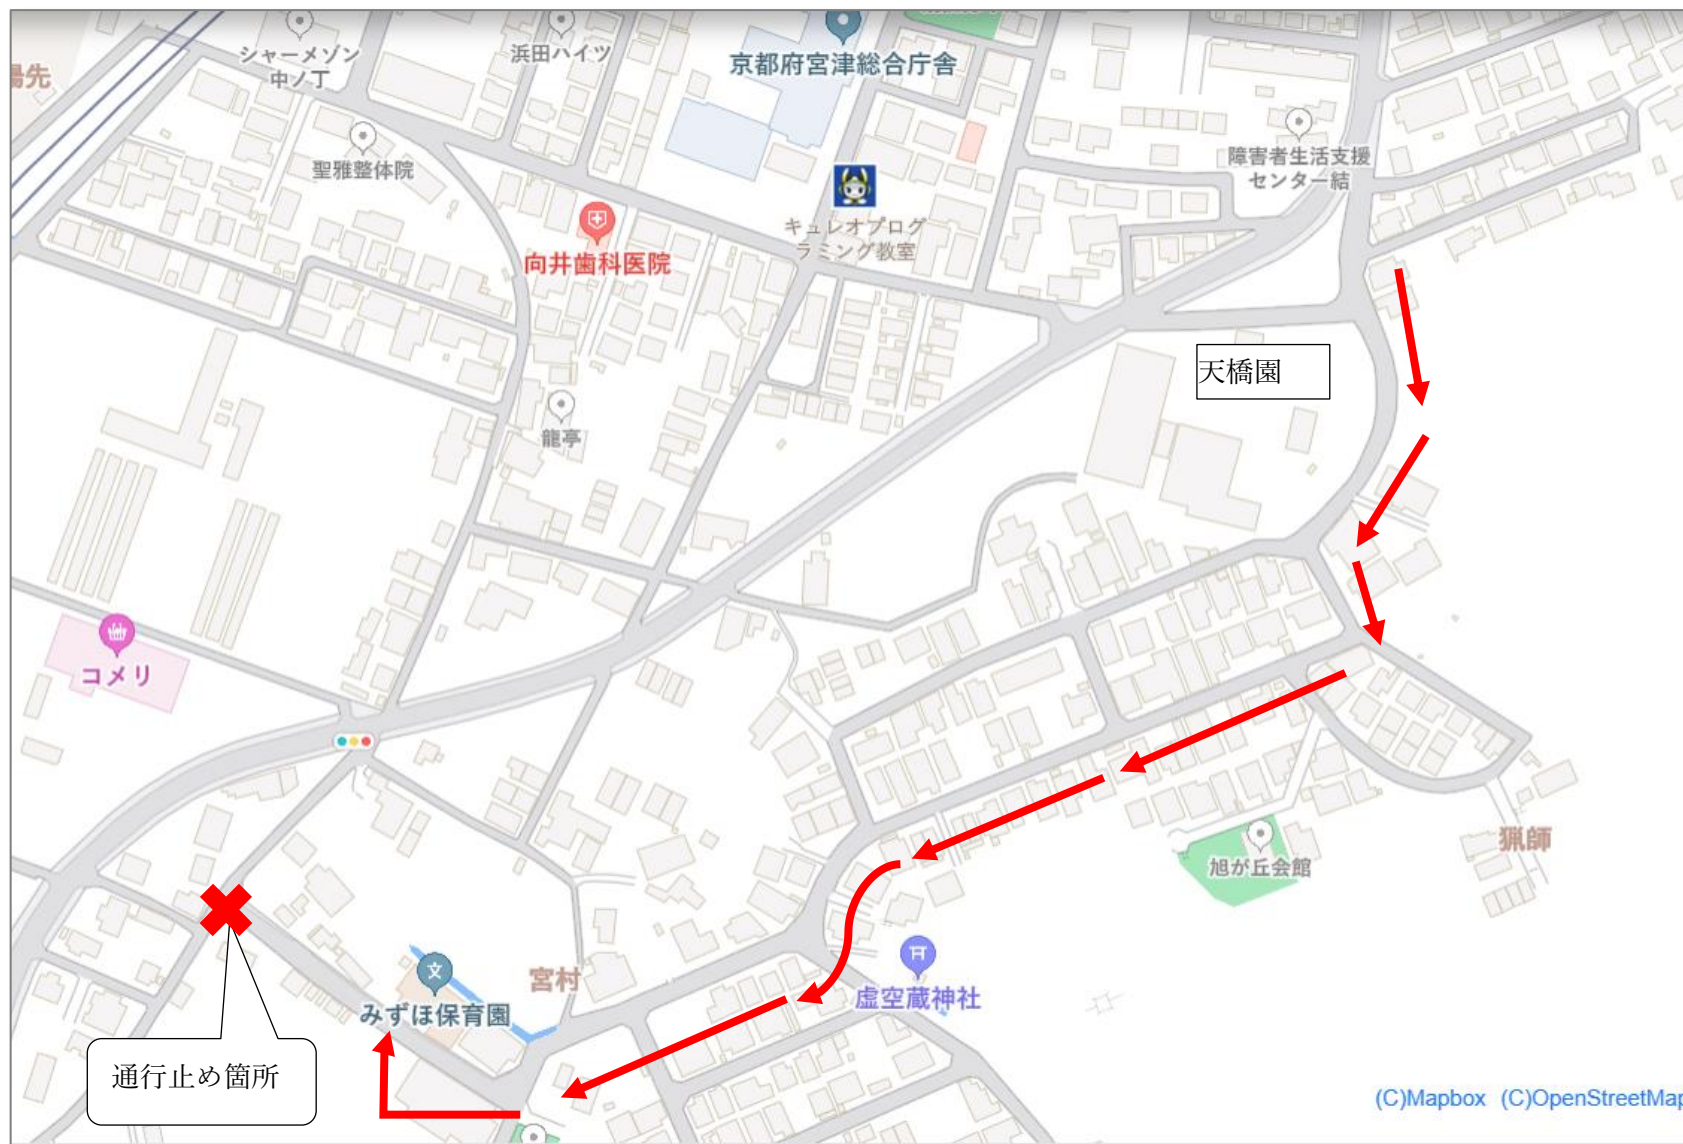 シャーメゾン
中ノ丁
浜田ハイツ
京都府宮津総合庁舎
先
聖雅整体院
障害者生活支援
センター結
キュレオプログ
ラミング教室
向井歯科医院
天橋園
龍亭
コメリ
猟師
旭が丘会館
宮村
虚空蔵神社
文
みずほ保育園
通行止め箇所
(C)Mapbox (C)OpenStreetMap